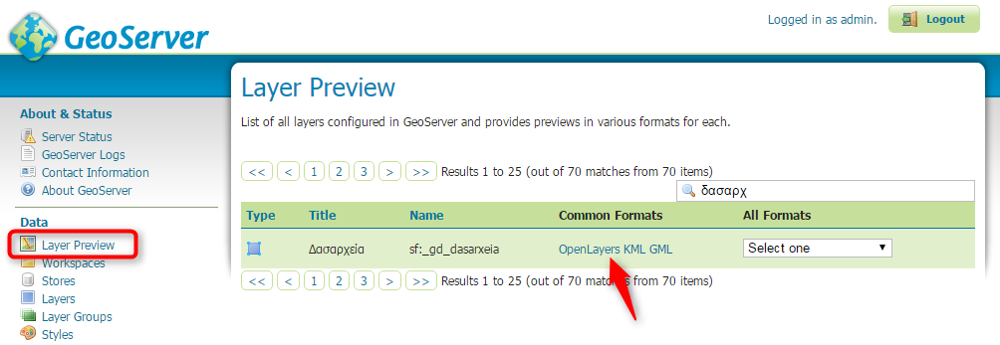 GeoServer
Logged in as admin.
Logout
About & Status
Server Status
GeoServer Logs
Contact Information
About GeoServer
Data
Layer Preview
Workspaces
Stores
Layers
Layer Groups
Styles
Layer Preview
List of all layers configured in GeoServer and provides previews in various formats for each.
<< < 1 2 3 > >> Results 1 to 25 (out of 70 matches from 70 items)
δασαρχ
Type Title Name Common Formats All Formats
Δασαρχεία sf:_gd_dasarxeia OpenLayers KML GML Select one
<< < 1 2 3 > >> Results 1 to 25 (out of 70 matches from 70 items)